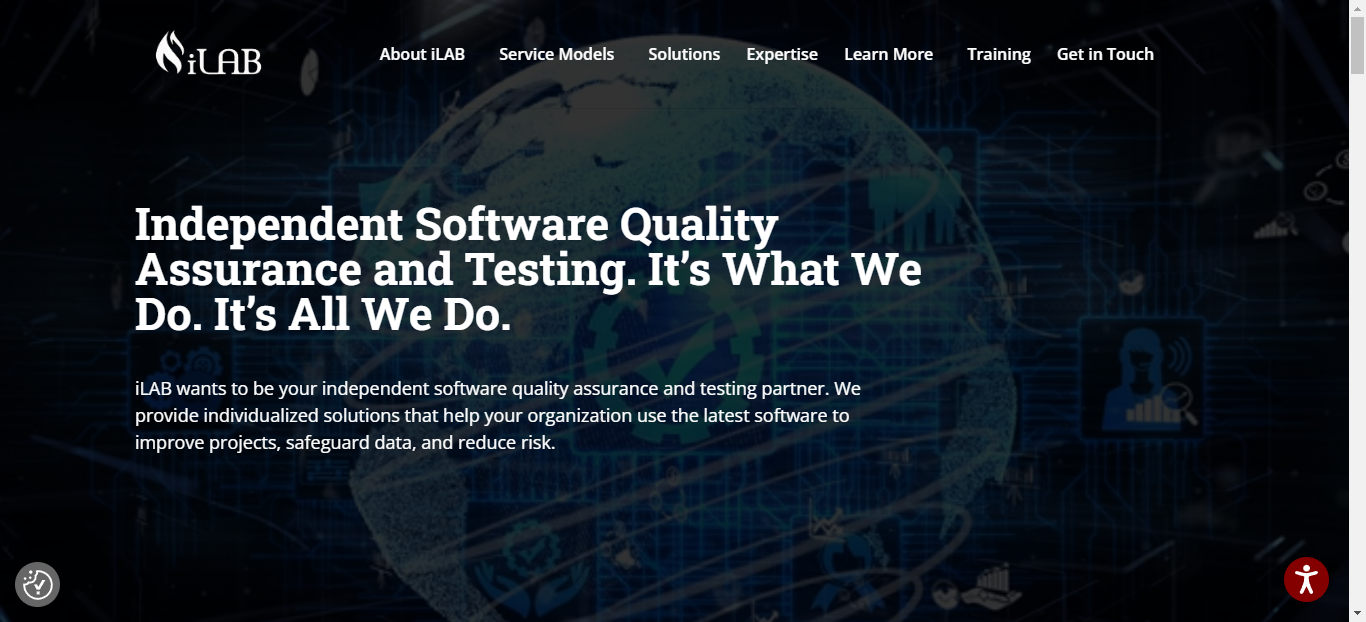 iLAB
About iLAB Service Models Solutions Expertise Learn More Training Get in Touch
Independent Software Quality
Assurance and Testing. It’s What We
Do. It’s All We Do.
iLAB wants to be your independent software quality assurance and testing partner. We
provide individualized solutions that help your organization use the latest software to
improve projects, safeguard data, and reduce risk.